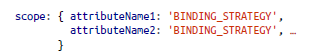 scope: { attributeName1: 'BINDING_STRATEGY',
attributeName2: 'BINDING_STRATEGY', …
}